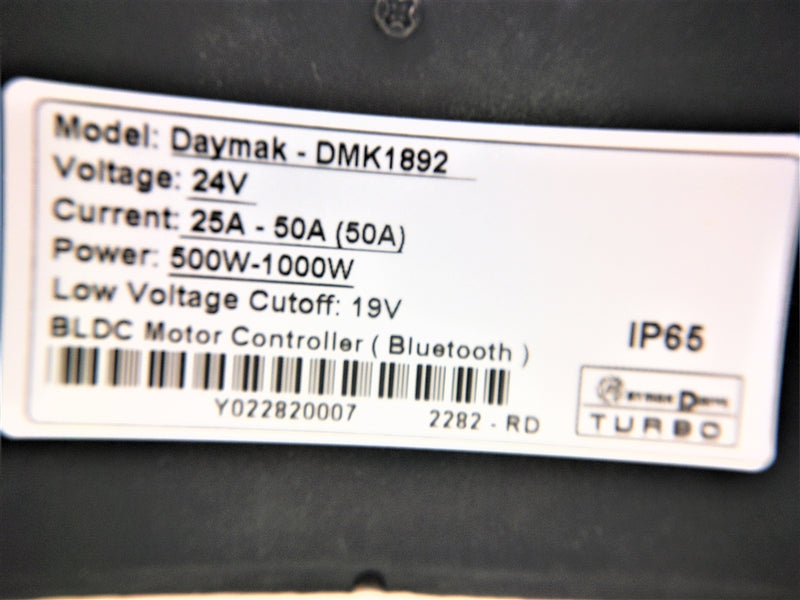 Model: Daymak - DMK1892
Voltage: 24V
Current: 25A - 50A (50A)
Power: 500W-1000W
Low Voltage Cutoff: 19V
BLDC Motor Controller ( Bluetooth )
IP65
Y022820007 2282 - RD
TURBO